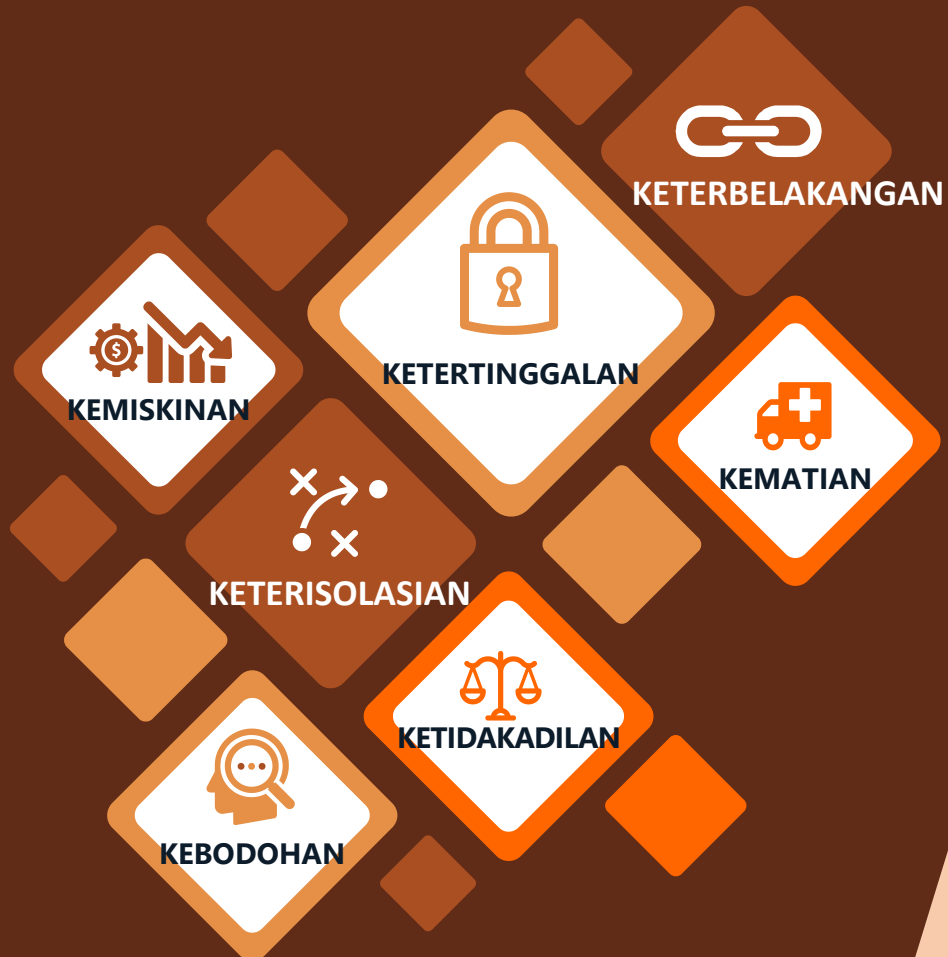 KETERBELAKANGAN
KETERTINGGALAN
KEMISKINAN
KEMATIAN
KETERISOLASIAN
KETIDAKADILAN
KEBODOHAN